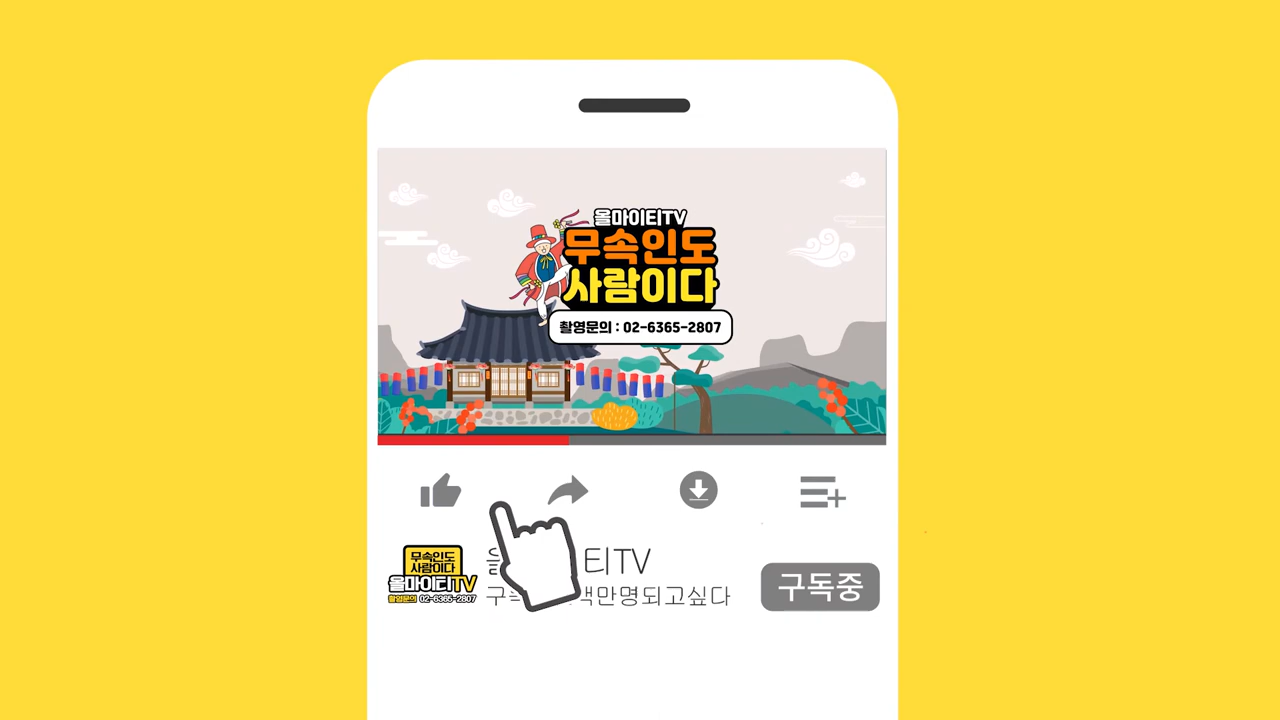 올마이티TV
무속인도
사람이다
촬영문의 : 02-6365-2807
무속인도
사람이다
올마이티TV
촬영문의 02-6365-2807
티TV
구독
백만명되고싶다
구독중